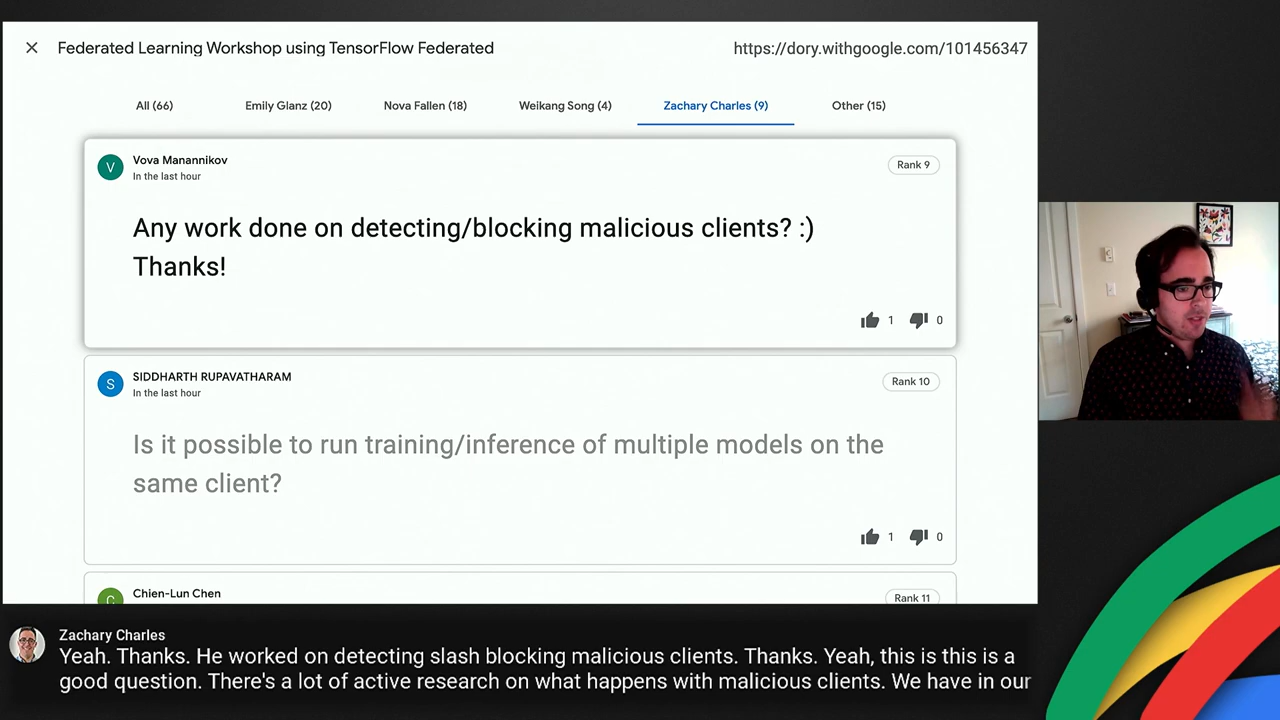 Federated Learning Workshop using TensorFlow Federated
https://dory.withgoogle.com/101456347
All (66)
Emily Glanz (20)
Nova Fallen (18)
Weikang Song (4)
Zachary Charles (9)
Other (15)
V
Vova Manannikov
In the last hour
Rank 9
Any work done on detecting/blocking malicious clients? :)
Thanks!
1
0
S
SIDDHARTH RUPAVATHARAM
In the last hour
Rank 10
Is it possible to run training/inference of multiple models on the
same client?
1
0
C
Chien-Lun Chen
Rank 11
Zachary Charles
Yeah. Thanks. He worked on detecting slash blocking malicious clients. Thanks. Yeah, this is this is a
good question. There's a lot of active research on what happens with malicious clients. We have in our